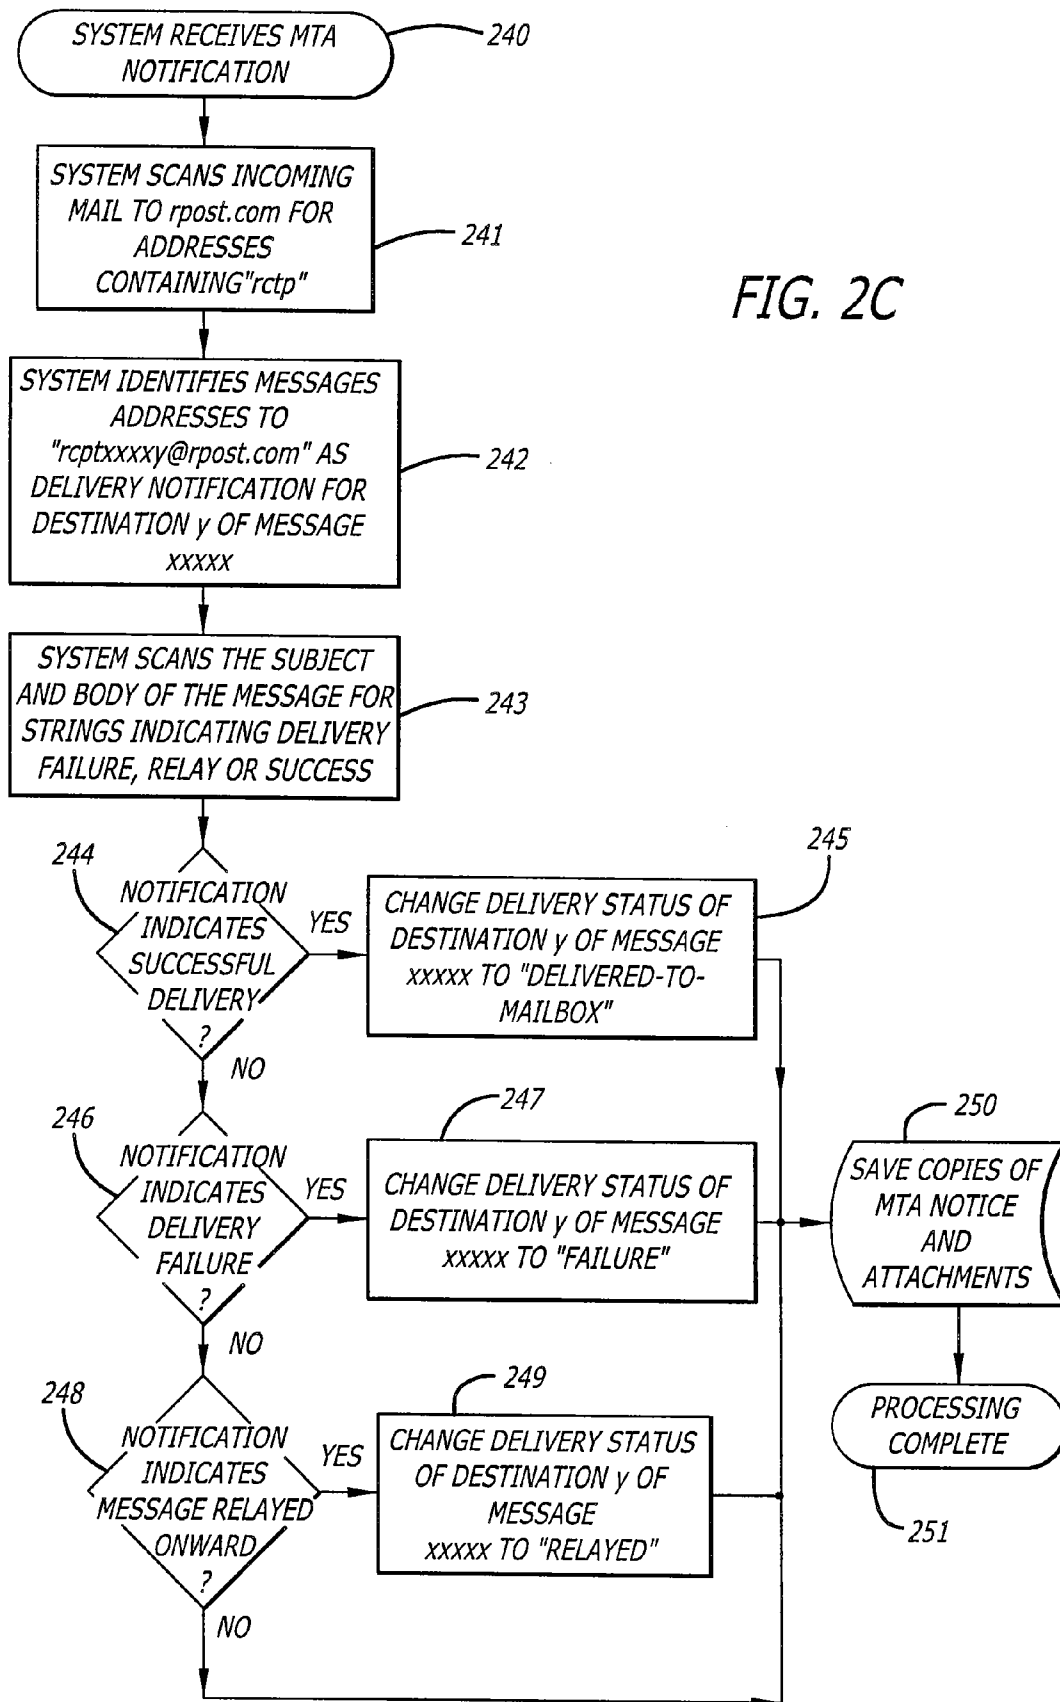 SYSTEM RECEIVES MTA
NOTIFICATION
240
SYSTEM SCANS INCOMING
MAIL TO rpost.com FOR
ADDRESSES
CONTAINING"rctp"
241
FIG. 2C
SYSTEM IDENTIFIES MESSAGES
ADDRESSES TO
"rcptxxxxy@rpost.com" AS
DELIVERY NOTIFICATION FOR
DESTINATION y OF MESSAGE
xxxxx
242
SYSTEM SCANS THE SUBJECT
AND BODY OF THE MESSAGE FOR
STRINGS INDICATING DELIVERY
FAILURE, RELAY OR SUCCESS
243
244
NOTIFICATION
INDICATES
SUCCESSFUL
DELIVERY
?
YES
NO
245
CHANGE DELIVERY STATUS OF
DESTINATION y OF MESSAGE
xxxxx TO "DELIVERED-TO-
MAILBOX"
246
NOTIFICATION
INDICATES
DELIVERY
FAILURE
?
YES
NO
247
CHANGE DELIVERY STATUS OF
DESTINATION y OF MESSAGE
xxxxx TO "FAILURE"
250
SAVE COPIES OF
MTA NOTICE
AND
ATTACHMENTS
248
NOTIFICATION
INDICATES
MESSAGE RELAYED
ONWARD
?
YES
NO
249
CHANGE DELIVERY STATUS
OF DESTINATION y OF
MESSAGE
xxxxx TO "RELAYED"
PROCESSING
COMPLETE
251